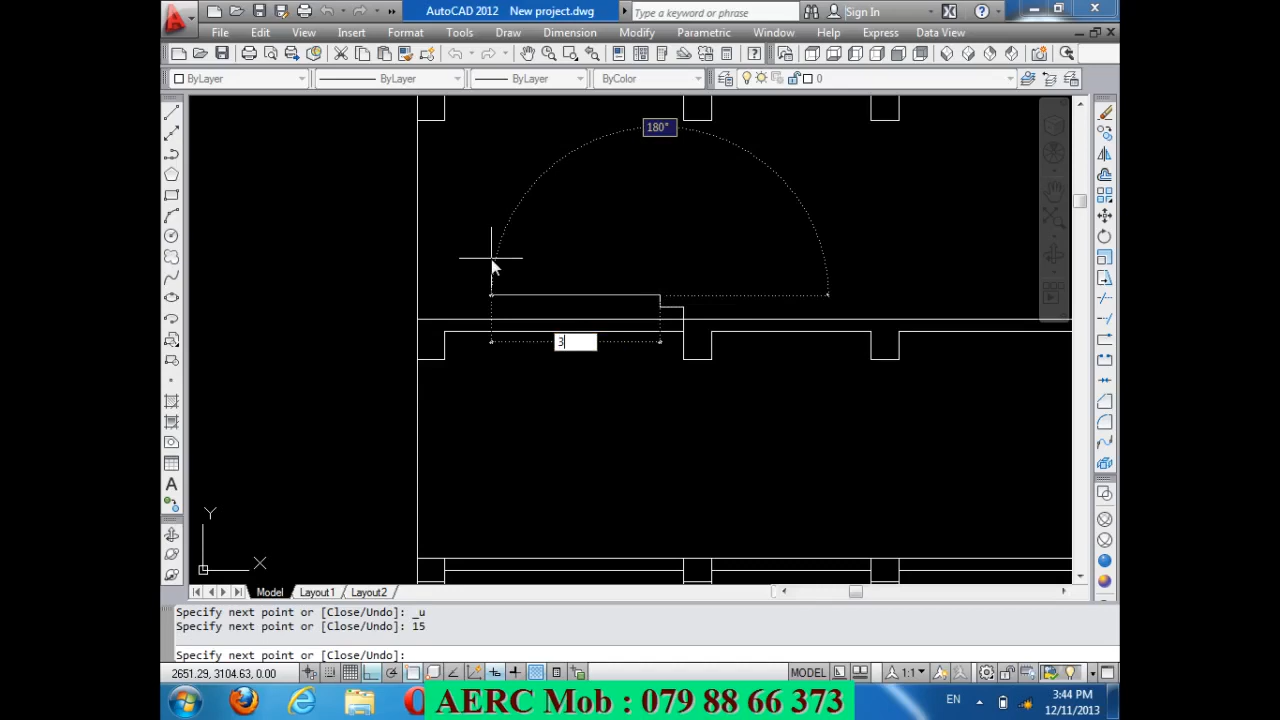 AutoCAD 2012 New project.dwg
Type a keyword or phrase
Sign In
File Edit View Insert Format Tools Draw Dimension Modify Parametric Window Help Express Data View
ByLayer ByLayer ByLayer ByColor 0
180°
3
Y
X
Model Layout1 Layout2
Specify next point or [Close/Undo]: _u
Specify next point or [Close/Undo]: 15
Specify next point or [Close/Undo]:
2651.29, 3104.63, 0.00 MODEL 1:1
AERC Mob : 079 88 66 373
EN
3:44 PM
12/11/2013